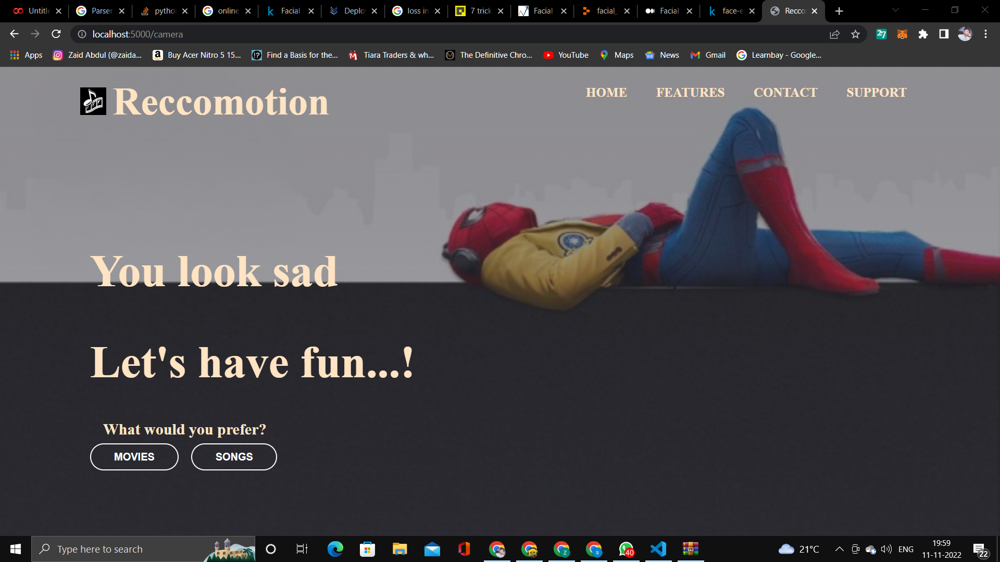 Untitle
Parser
pytho
online
Facial
Deplo
loss in
7 trick
Facial
facial_
Facial
face-e
Recco
localhost:5000/camera
27
Apps
Zaid Abdul (@zaida...
Buy Acer Nitro 5 15...
Find a Basis for the...
Tiara Traders & wh...
The Definitive Chro...
YouTube
Maps
News
Gmail
Learnbay - Google...
Reccomotion
HOME
FEATURES
CONTACT
SUPPORT
You look sad
Let's have fun...!
What would you prefer?
MOVIES
SONGS
Type here to search
40
21°C
ENG
19:59
11-11-2022
22